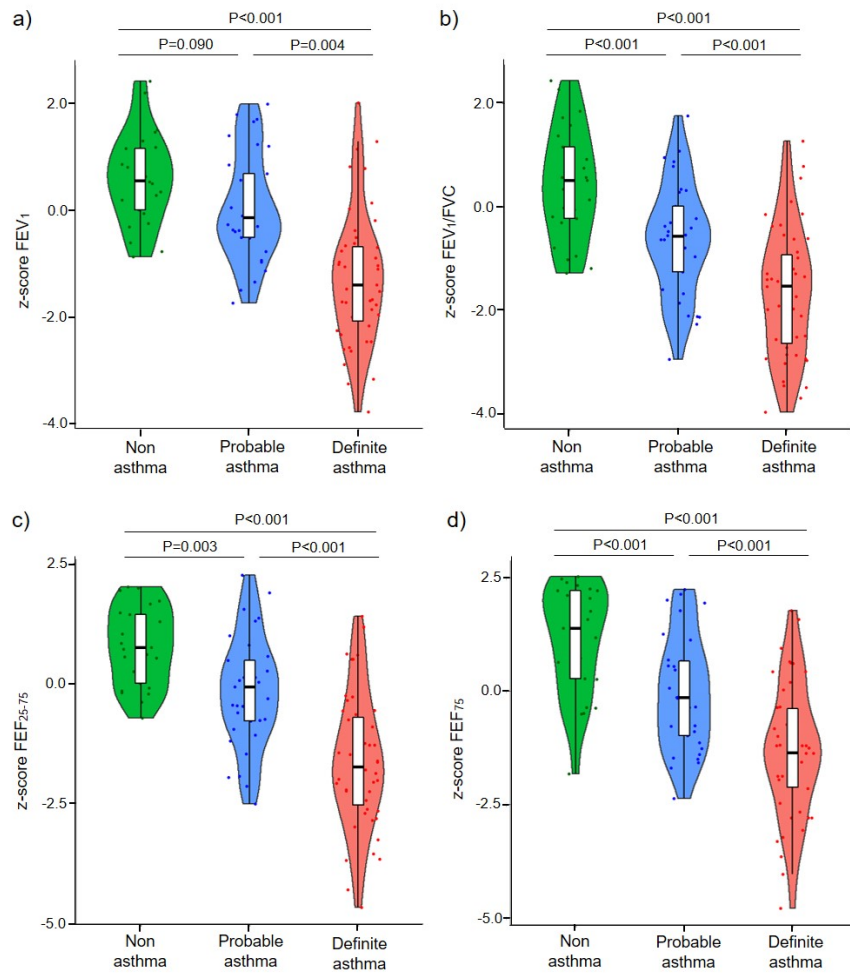 a)
P<0.001
P=0.090 P=0.004
z-score FEV₁
2.0
0.0
-2.0
-4.0
Non asthma
Probable asthma
Definite asthma
b)
P<0.001
P<0.001 P<0.001
z-score FEV₁/FVC
2.0
0.0
-2.0
-4.0
Non asthma
Probable asthma
Definite asthma
c)
P<0.001
P=0.003 P<0.001
z-score FEF₂₅₋₇₅
2.5
0.0
-2.5
-5.0
Non asthma
Probable asthma
Definite asthma
d)
P<0.001
P<0.001 P<0.001
z-score FEF₇₅
2.5
0.0
-2.5
-5.0
Non asthma
Probable asthma
Definite asthma